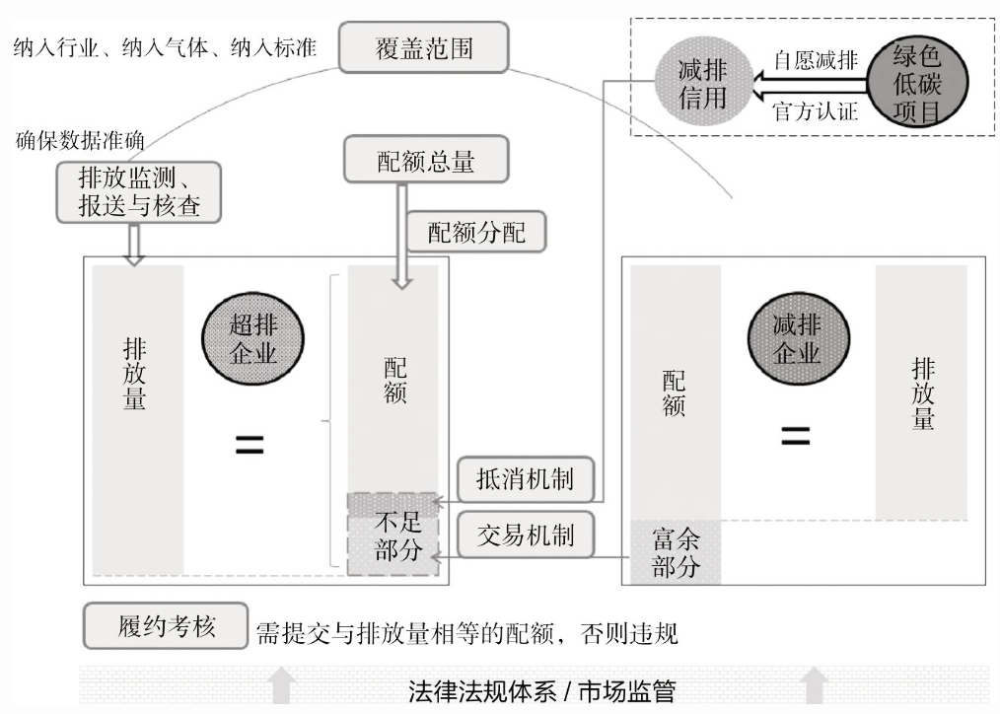 纳入行业、纳入气体、纳入标准
覆盖范围
减排
信用
自愿减排
官方认证
绿色
低碳
项目
确保数据准确
排放监测、
报送与核查
配额总量
配额分配
排放量
超排
企业
=
配额
不足
部分
抵消机制
交易机制
配额
富余
部分
减排
企业
=
排放量
履约考核
需提交与排放量相等的配额，否则违规
法律法规体系 / 市场监管